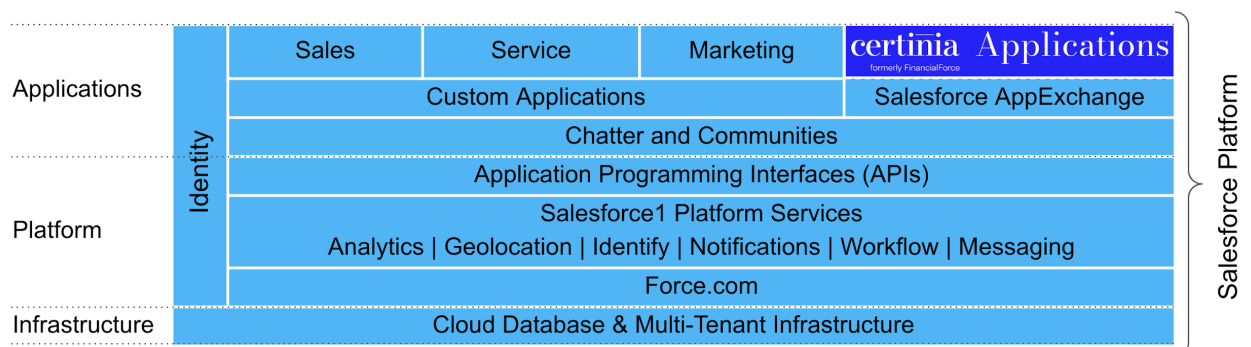 Applications
Identity
Sales
Service
Marketing
certinia Applications
formerly FinancialForce
Custom Applications
Salesforce AppExchange
Chatter and Communities
Platform
Application Programming Interfaces (APIs)
Salesforce1 Platform Services
Analytics | Geolocation | Identify | Notifications | Workflow | Messaging
Force.com
Infrastructure
Cloud Database & Multi-Tenant Infrastructure
Salesforce Platform